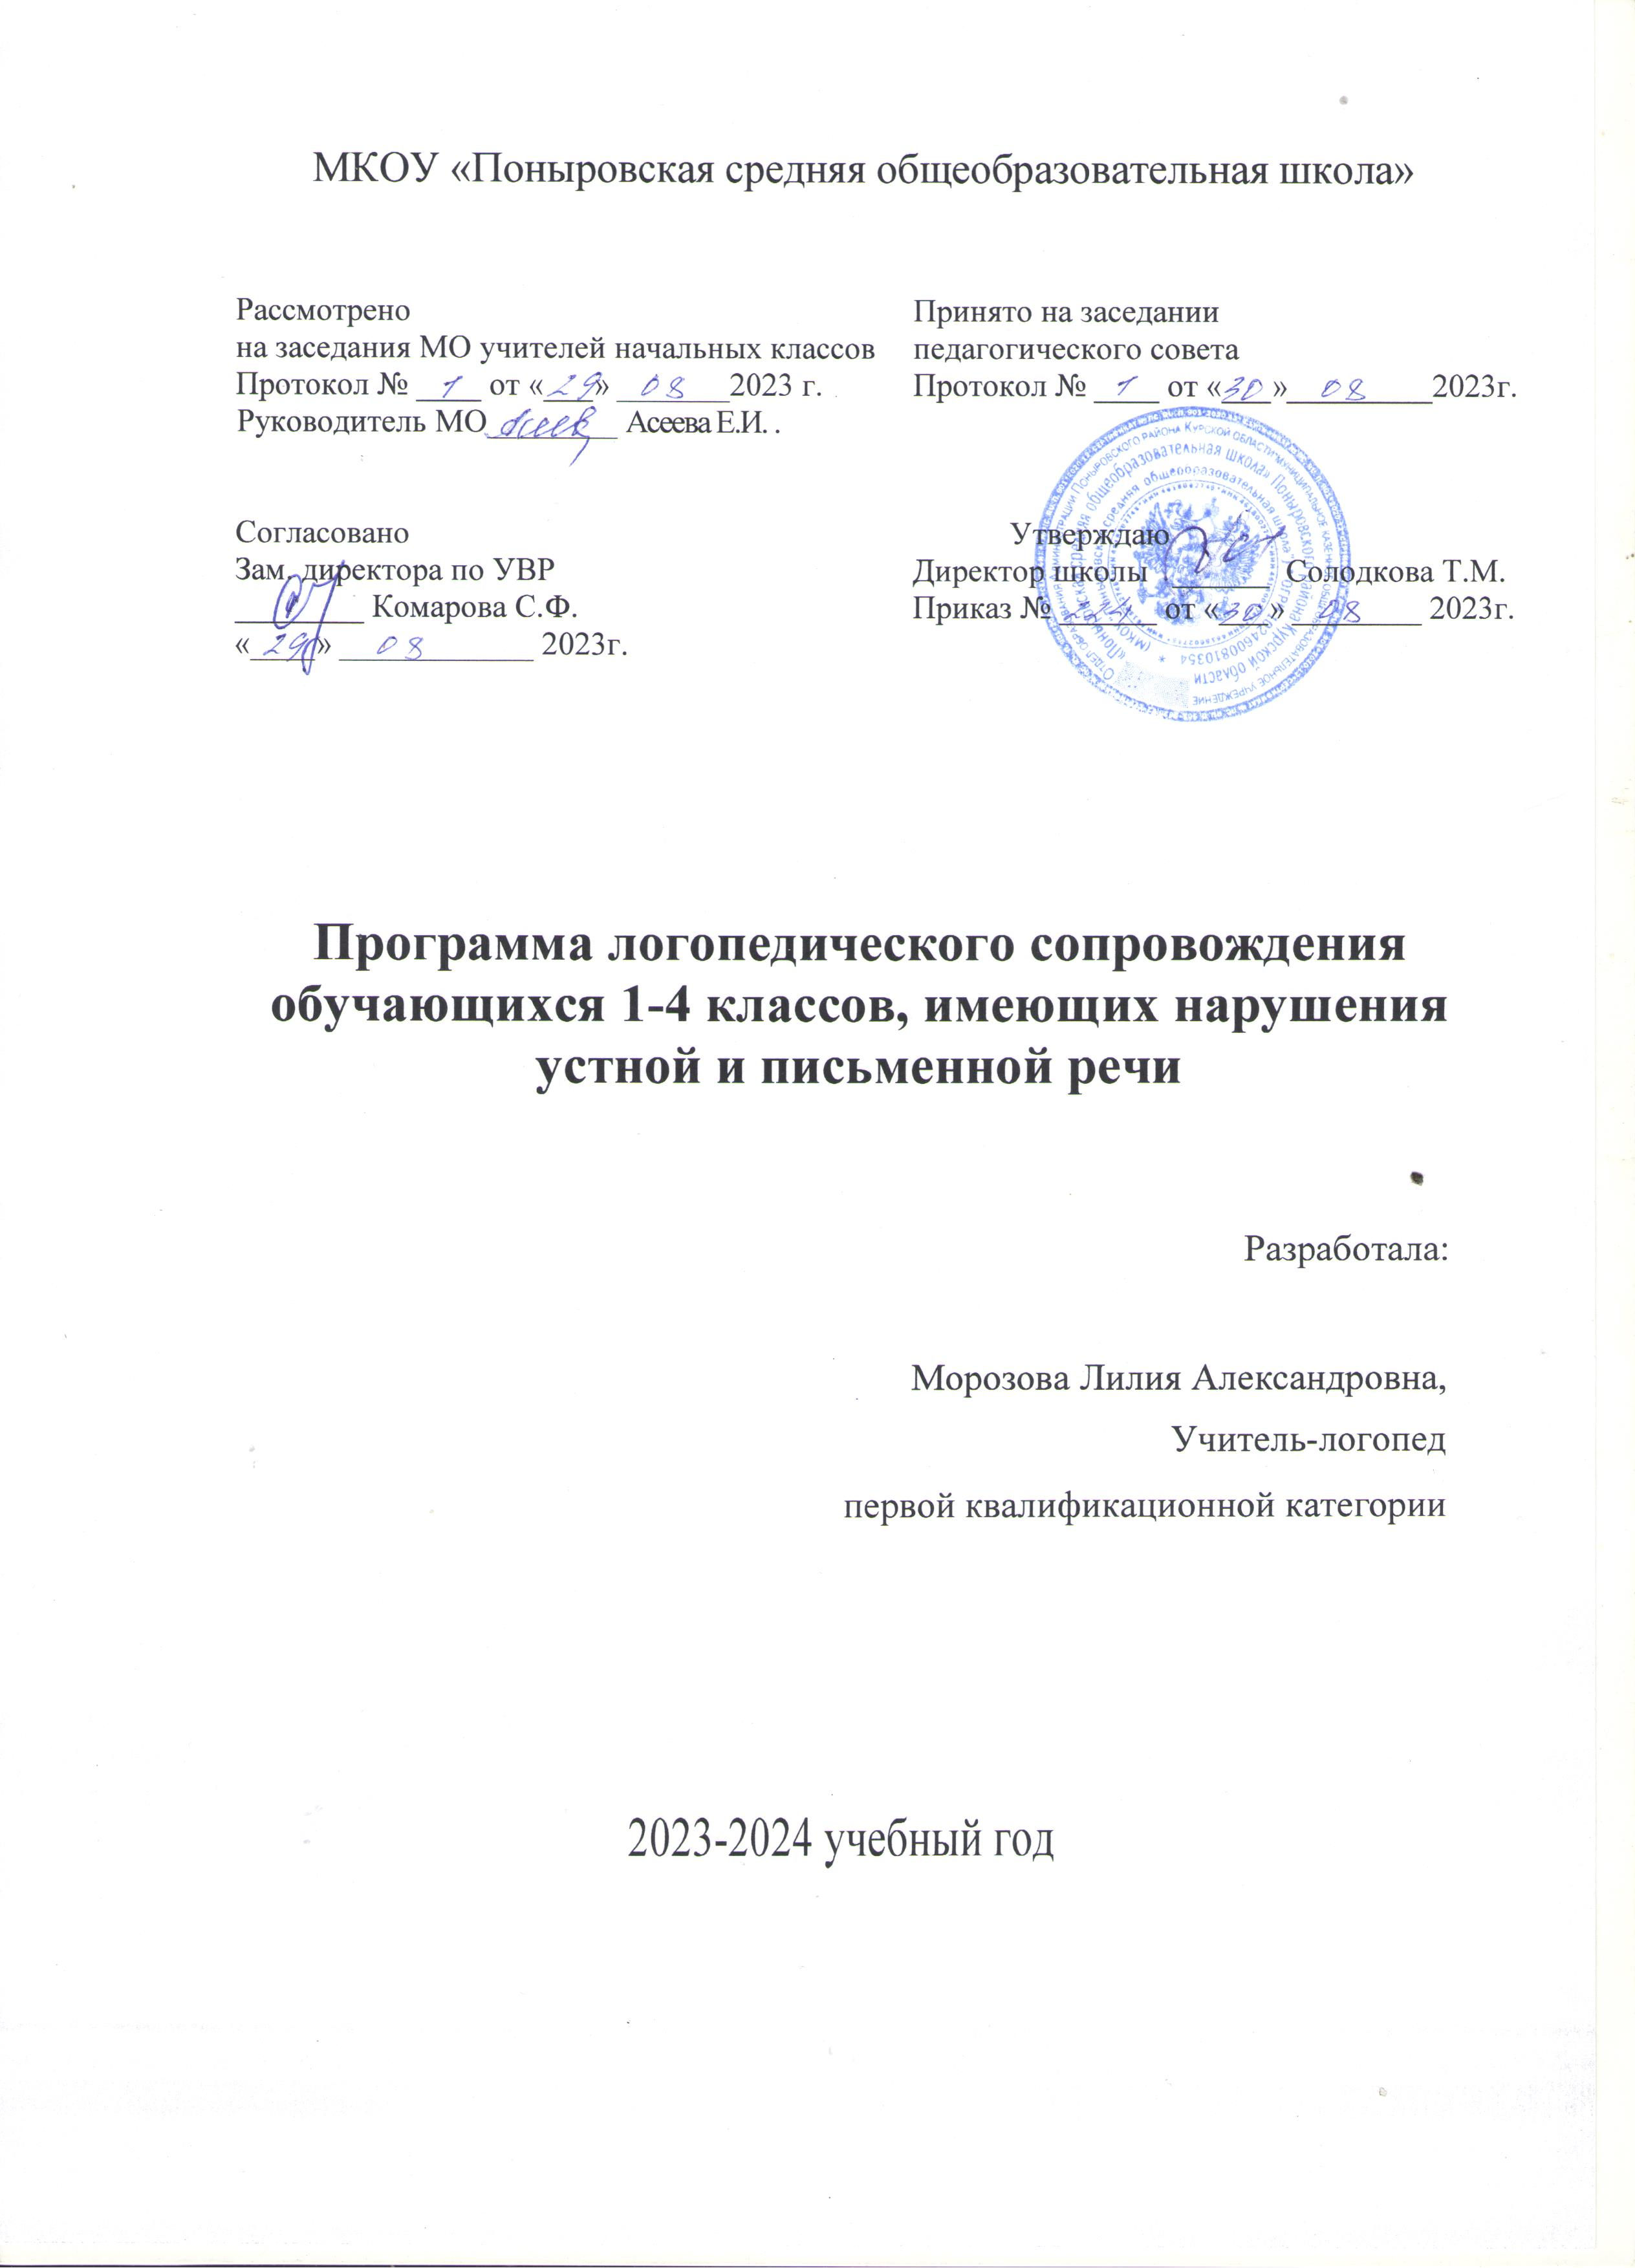 МКОУ «Поныровская средняя общеобразовательная школа»
Рассмотрено
на заседания МО учителей начальных классов
Протокол № 1 от «29» 08 2023 г.
Руководитель МО Асеева Е.И. .
Принято на заседании
педагогического совета
Протокол № 1 от «30» 08 2023г.
Согласовано
Зам. директора по УВР
Комарова С.Ф.
«29» 08 2023г.
Утверждаю
Директор школы Солодкова Т.М.
Приказ № от «30» 08 2023г.
Программа логопедического сопровождения
обучающихся 1-4 классов, имеющих нарушения
устной и письменной речи
Разработала:
Морозова Лилия Александровна,
Учитель-логопед
первой квалификационной категории
2023-2024 учебный год